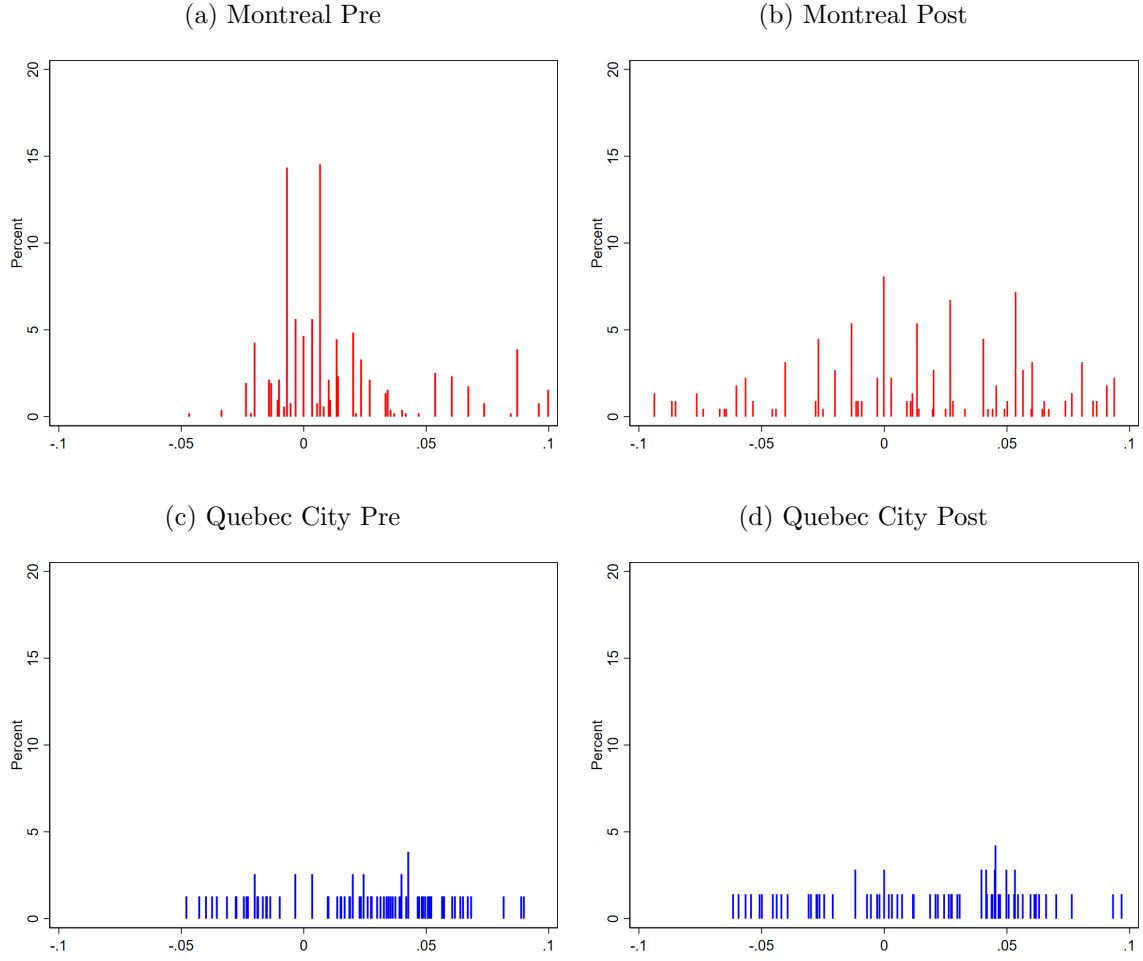 (a) Montreal Pre
(b) Montreal Post
Percent
0 5 10 15 20
-.1 -.05 0 .05 .1
Percent
0 5 10 15 20
-.1 -.05 0 .05 .1
(c) Quebec City Pre
(d) Quebec City Post
Percent
0 5 10 15 20
-.1 -.05 0 .05 .1
Percent
0 5 10 15 20
-.1 -.05 0 .05 .1